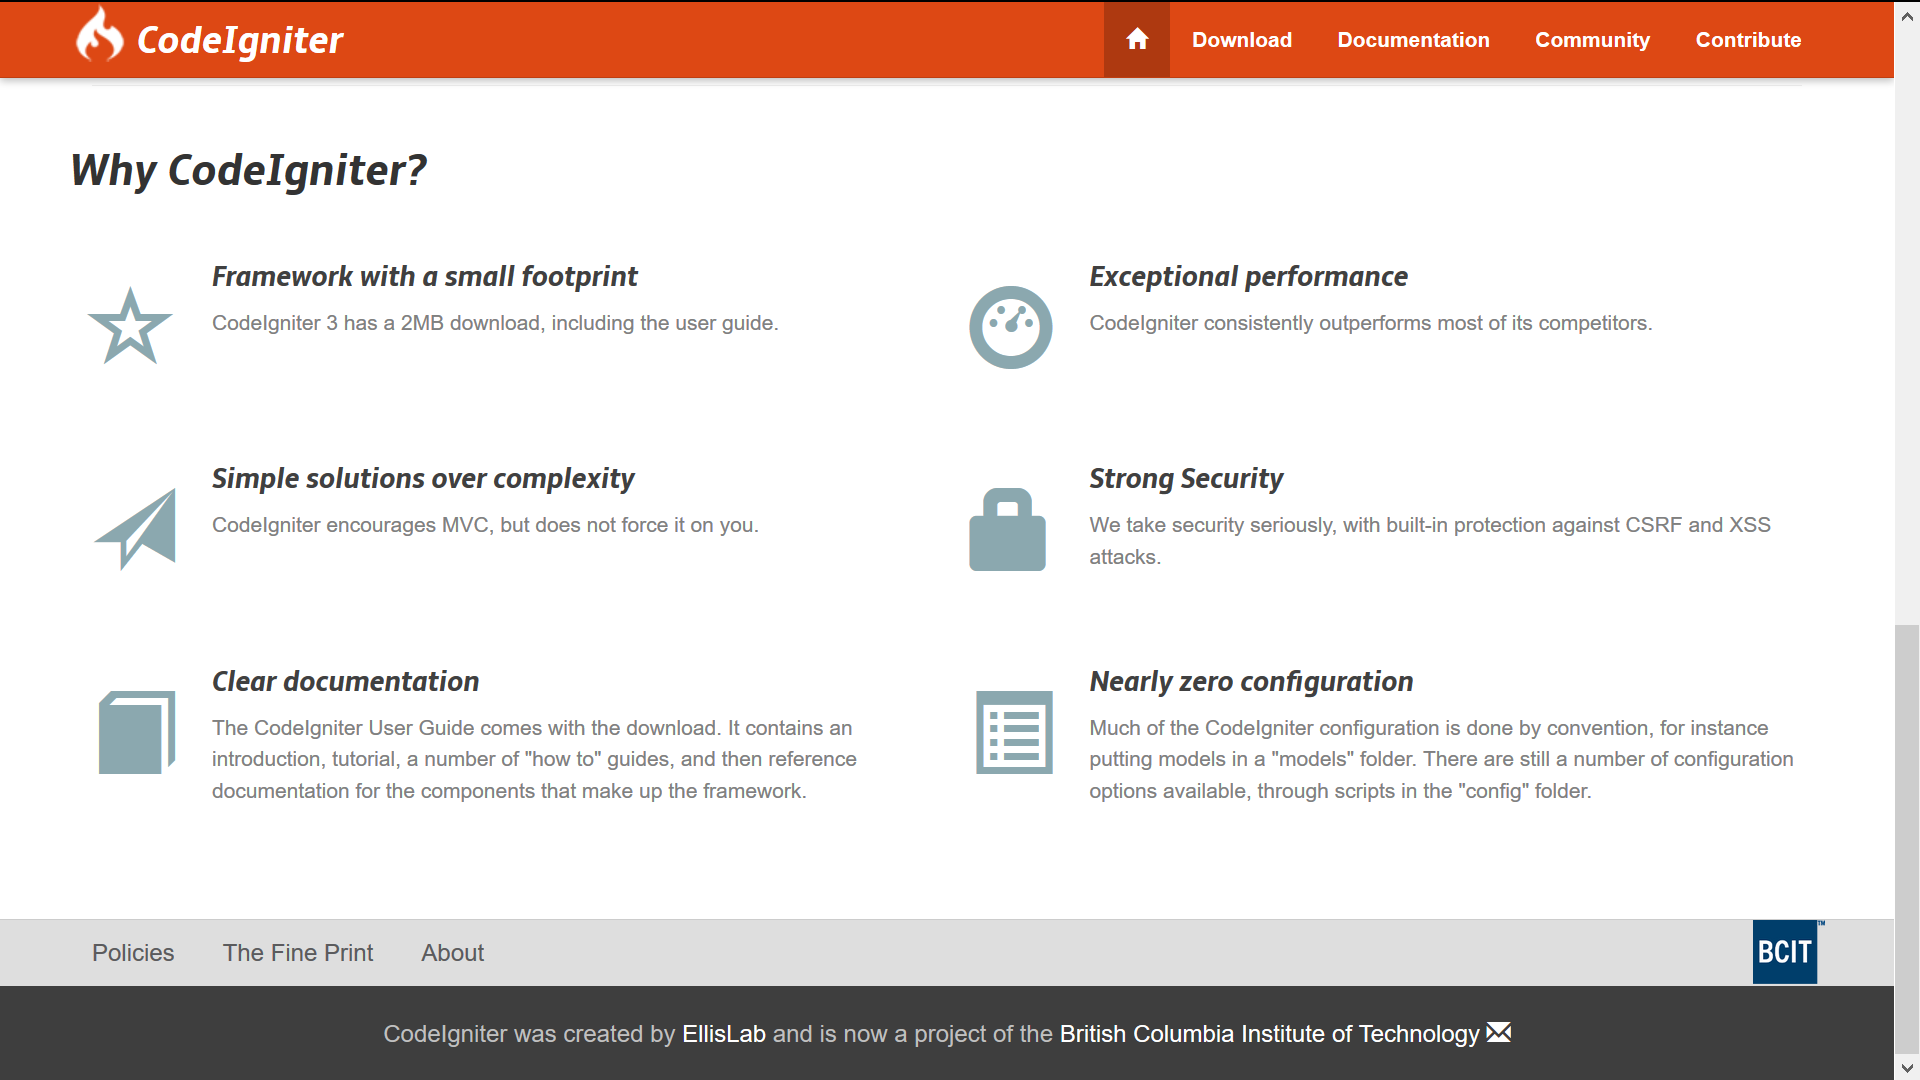 CodeIgniter
Download
Documentation
Community
Contribute
Why CodeIgniter?
Framework with a small footprint
CodeIgniter 3 has a 2MB download, including the user guide.
Exceptional performance
CodeIgniter consistently outperforms most of its competitors.
Simple solutions over complexity
CodeIgniter encourages MVC, but does not force it on you.
Strong Security
We take security seriously, with built-in protection against CSRF and XSS
attacks.
Clear documentation
The CodeIgniter User Guide comes with the download. It contains an
introduction, tutorial, a number of "how to" guides, and then reference
documentation for the components that make up the framework.
Nearly zero configuration
Much of the CodeIgniter configuration is done by convention, for instance
putting models in a "models" folder. There are still a number of configuration
options available, through scripts in the "config" folder.
Policies
The Fine Print
About
BCIT™
CodeIgniter was created by EllisLab and is now a project of the British Columbia Institute of Technology